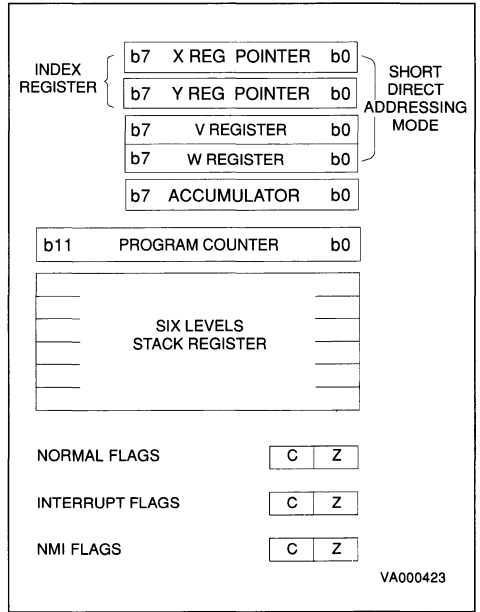 b7 X REG POINTER b0
INDEX
REGISTER
SHORT
DIRECT
ADDRESSING
MODE
b7 Y REG POINTER b0
b7 V REGISTER b0
b7 W REGISTER b0
b7 ACCUMULATOR b0
b11 PROGRAM COUNTER b0
SIX LEVELS
STACK REGISTER
NORMAL FLAGS C Z
INTERRUPT FLAGS C Z
NMI FLAGS C Z
VA000423